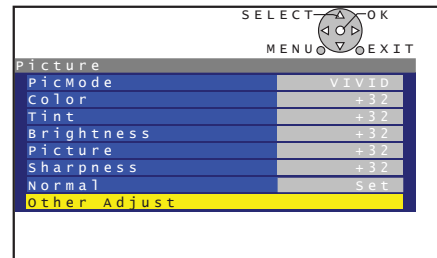 SELECT OK
MENU EXIT
Picture
PicMode VIVID
Color +32
Tint +32
Brightness +32
Picture +32
Sharpness +32
Normal Set
Other Adjust